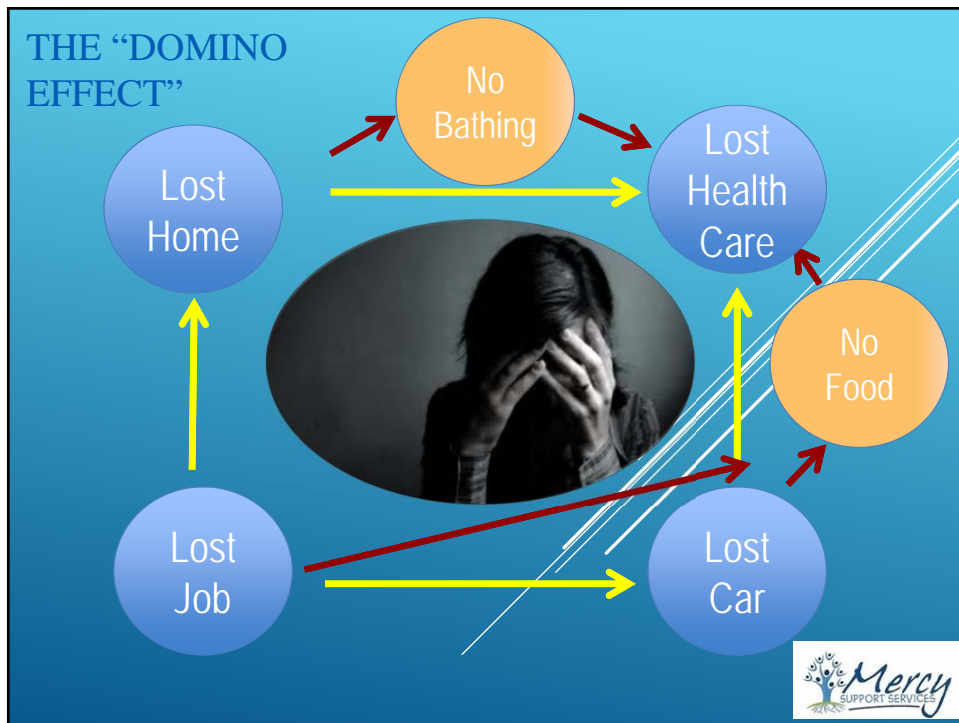 THE “DOMINO
EFFECT”
No
Bathing
Lost
Health
Care
Lost
Home
No
Food
Lost
Job
Lost
Car
Mercy
SUPPORT SERVICES